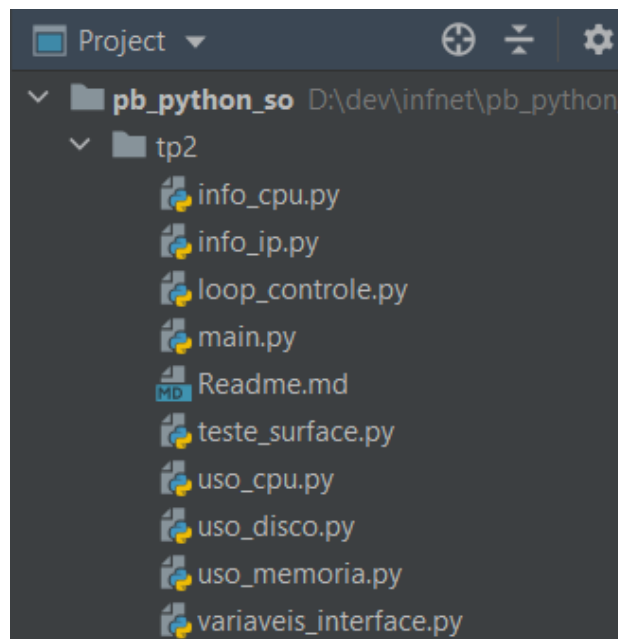 Project
pb_python_so D:\dev\infnet\pb_python
tp2
info_cpu.py
info_ip.py
loop_controle.py
main.py
MD Readme.md
teste_surface.py
uso_cpu.py
uso_disco.py
uso_memoria.py
variaveis_interface.py